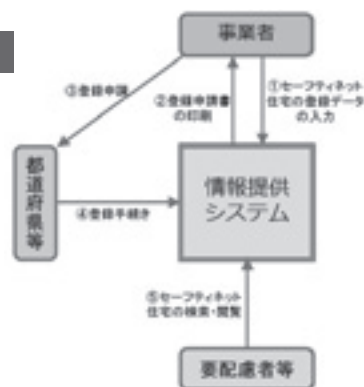 事業者
③登録申請
②登録申請書
の印刷
①セーフティネット
住宅の登録データ
の入力
都道府県等
情報提供
システム
④登録手続き
⑤セーフティネット
住宅の検索・閲覧
要配慮者等